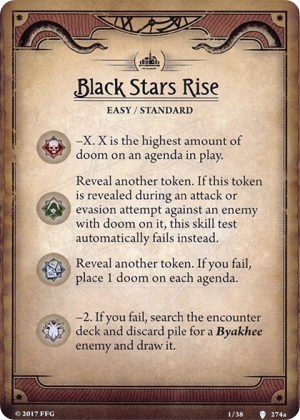 Black Stars Rise
EASY / STANDARD
–X. X is the highest amount of
doom on an agenda in play.
Reveal another token. If this token
is revealed during an attack or
evasion attempt against an enemy
with doom on it, this skill test
automatically fails instead.
Reveal another token. If you fail,
place 1 doom on each agenda.
–2. If you fail, search the encounter
deck and discard pile for a Byakhee
enemy and draw it.
© 2017 FFG
1/38
274a